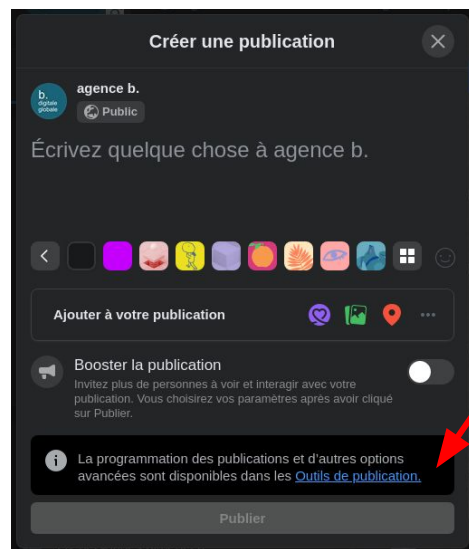 Créer une publication
b.
digitale
globale
agence b.
Public
Écrivez quelque chose à agence b.
Ajouter à votre publication
Booster la publication
Invitez plus de personnes à voir et interagir avec votre
publication. Vous choisirez vos paramètres après avoir cliqué
sur Publier.
La programmation des publications et d'autres options
avancées sont disponibles dans les Outils de publication.
Publier